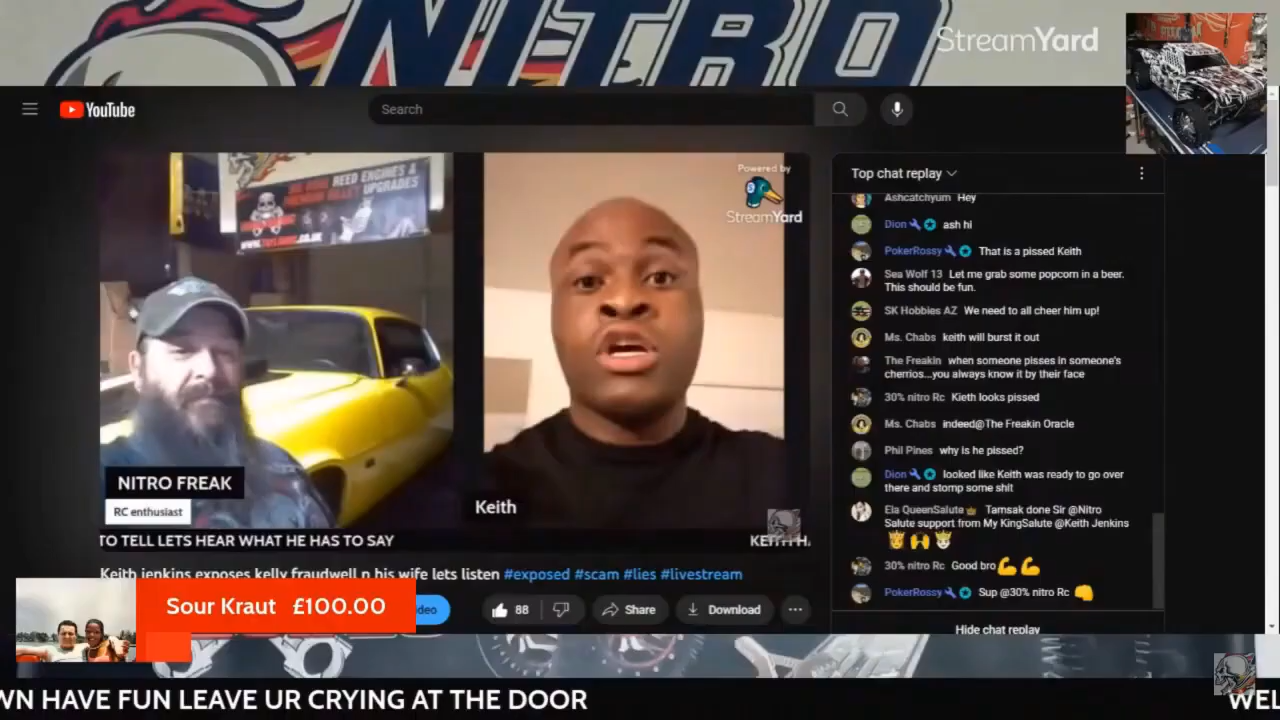 NITRO
StreamYard
YouTube
Search
REED ENGINES &
UPGRADES
Powered by
StreamYard
NITRO FREAK
RC enthusiast
Keith
TO TELL LETS HEAR WHAT HE HAS TO SAY
KEITH H
Keith jenkins exposes kelly fraudwell n his wife lets listen #exposed #scam #lies #livestream
deo
88
Share
Download
Sour Kraut £100.00
Top chat replay
Ashcatchyum Hey
Dion ash hi
PokerRossy That is a pissed Keith
Sea Wolf 13 Let me grab some popcorn in a beer.
This should be fun.
SK Hobbies AZ We need to all cheer him up!
Ms. Chabs keith will burst it out
The Freakin when someone pisses in someone's
cherrios...you always know it by their face
30% nitro Rc Kieth looks pissed
Ms. Chabs indeed@The Freakin Oracle
Phil Pines why is he pissed?
Dion looked like Keith was ready to go over
there and stomp some shit
Ela QueenSalute Tamsak done Sir @Nitro
Salute support from My KingSalute @Keith Jenkins
30% nitro Rc Good bro
PokerRossy Sup @30% nitro Rc
Hide chat replay
WN HAVE FUN LEAVE UR CRYING AT THE DOOR
WEL